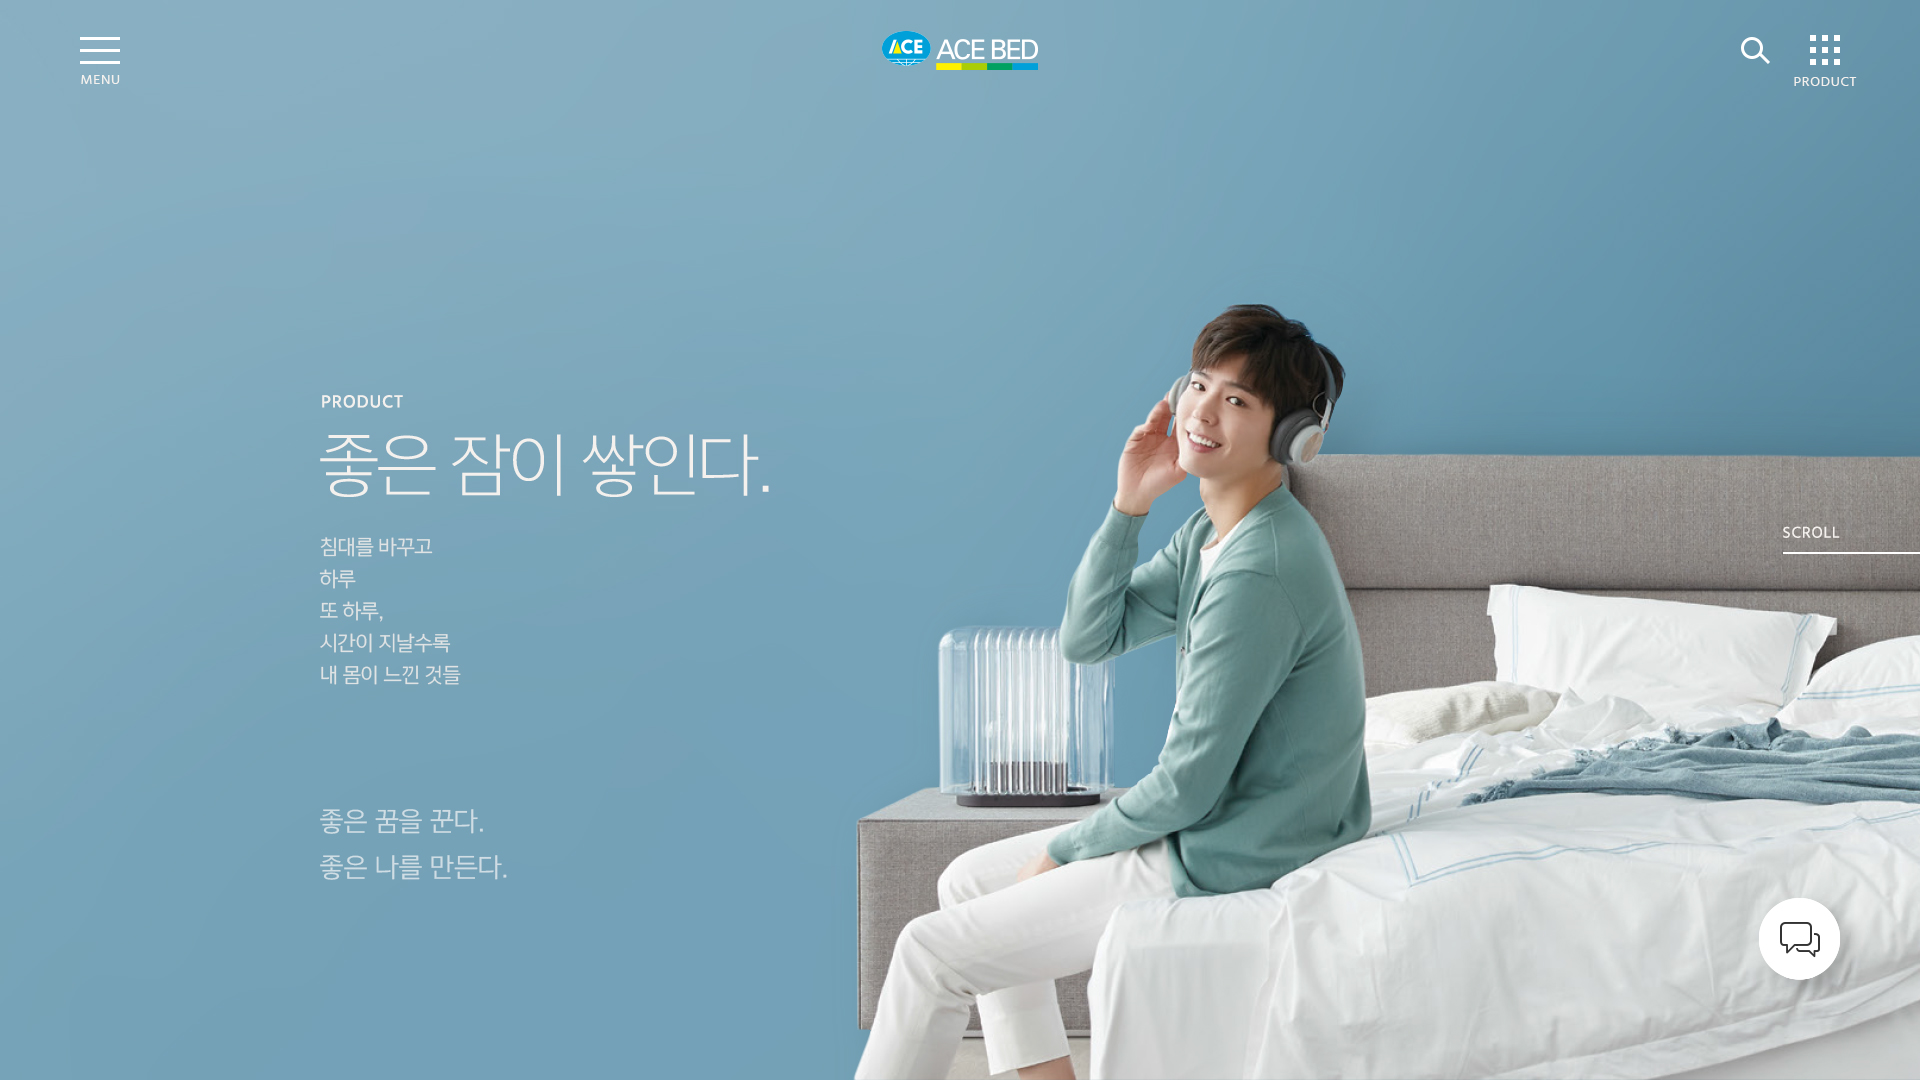 MENU
ACE ACE BED
PRODUCT
PRODUCT
좋은 잠이 쌓인다.
침대를 바꾸고
하루
또 하루,
시간이 지날수록
내 몸이 느낀 것들
SCROLL
좋은 꿈을 꾼다.
좋은 나를 만든다.